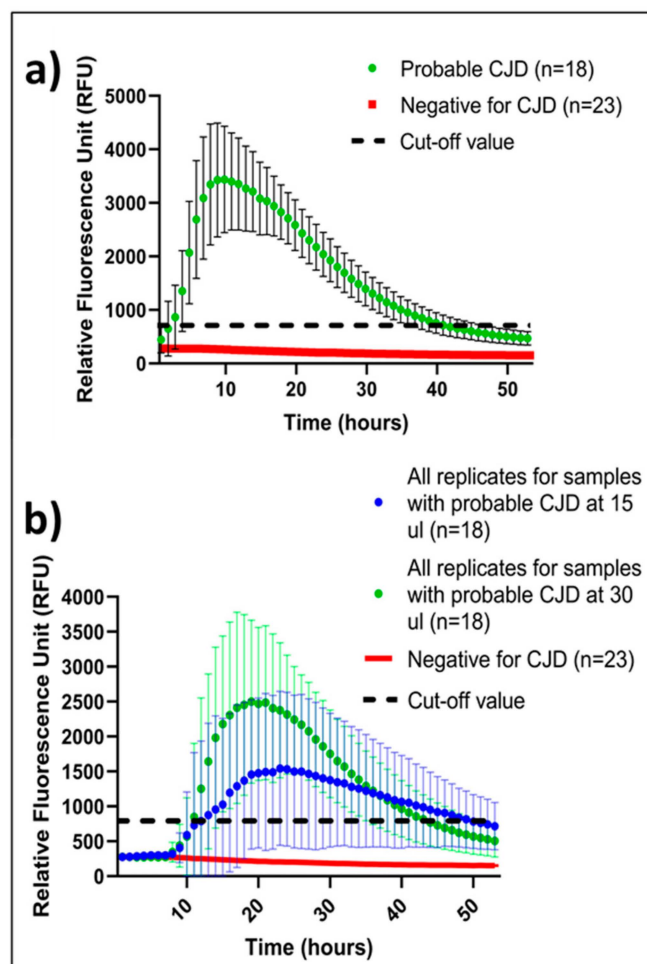 a)
Probable CJD (n=18)
Negative for CJD (n=23)
Cut-off value
Relative Fluorescence Unit (RFU)
5000
4000
3000
2000
1000
0
10 20 30 40 50
Time (hours)
b)
All replicates for samples
with probable CJD at 15
ul (n=18)
All replicates for samples
with probable CJD at 30
ul (n=18)
Negative for CJD (n=23)
Cut-off value
Relative Fluorescence Unit (RFU)
4000
3500
3000
2500
2000
1500
1000
500
0
10 20 30 40 50
Time (hours)